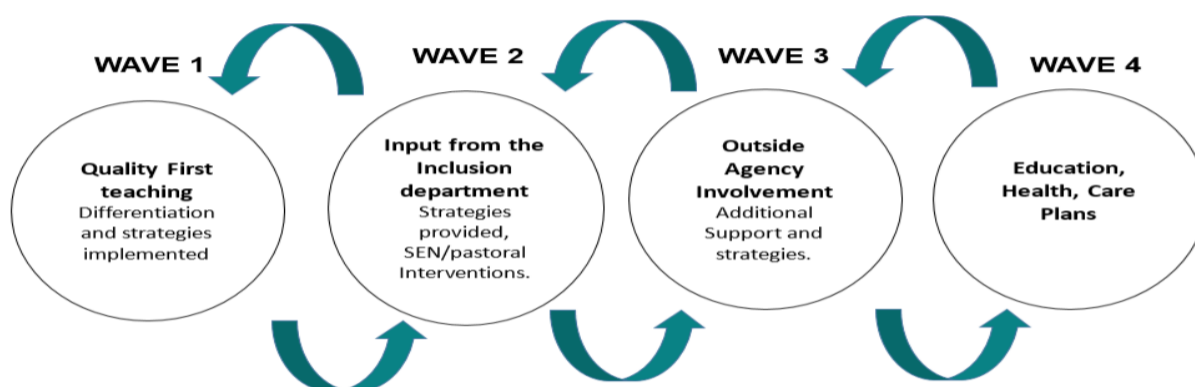 WAVE 1
Quality First
teaching
Differentiation
and strategies
implemented
WAVE 2
Input from the
Inclusion
department
Strategies
provided,
SEN/pastoral
Interventions.
WAVE 3
Outside
Agency
Involvement
Additional
Support and
strategies.
WAVE 4
Education,
Health, Care
Plans